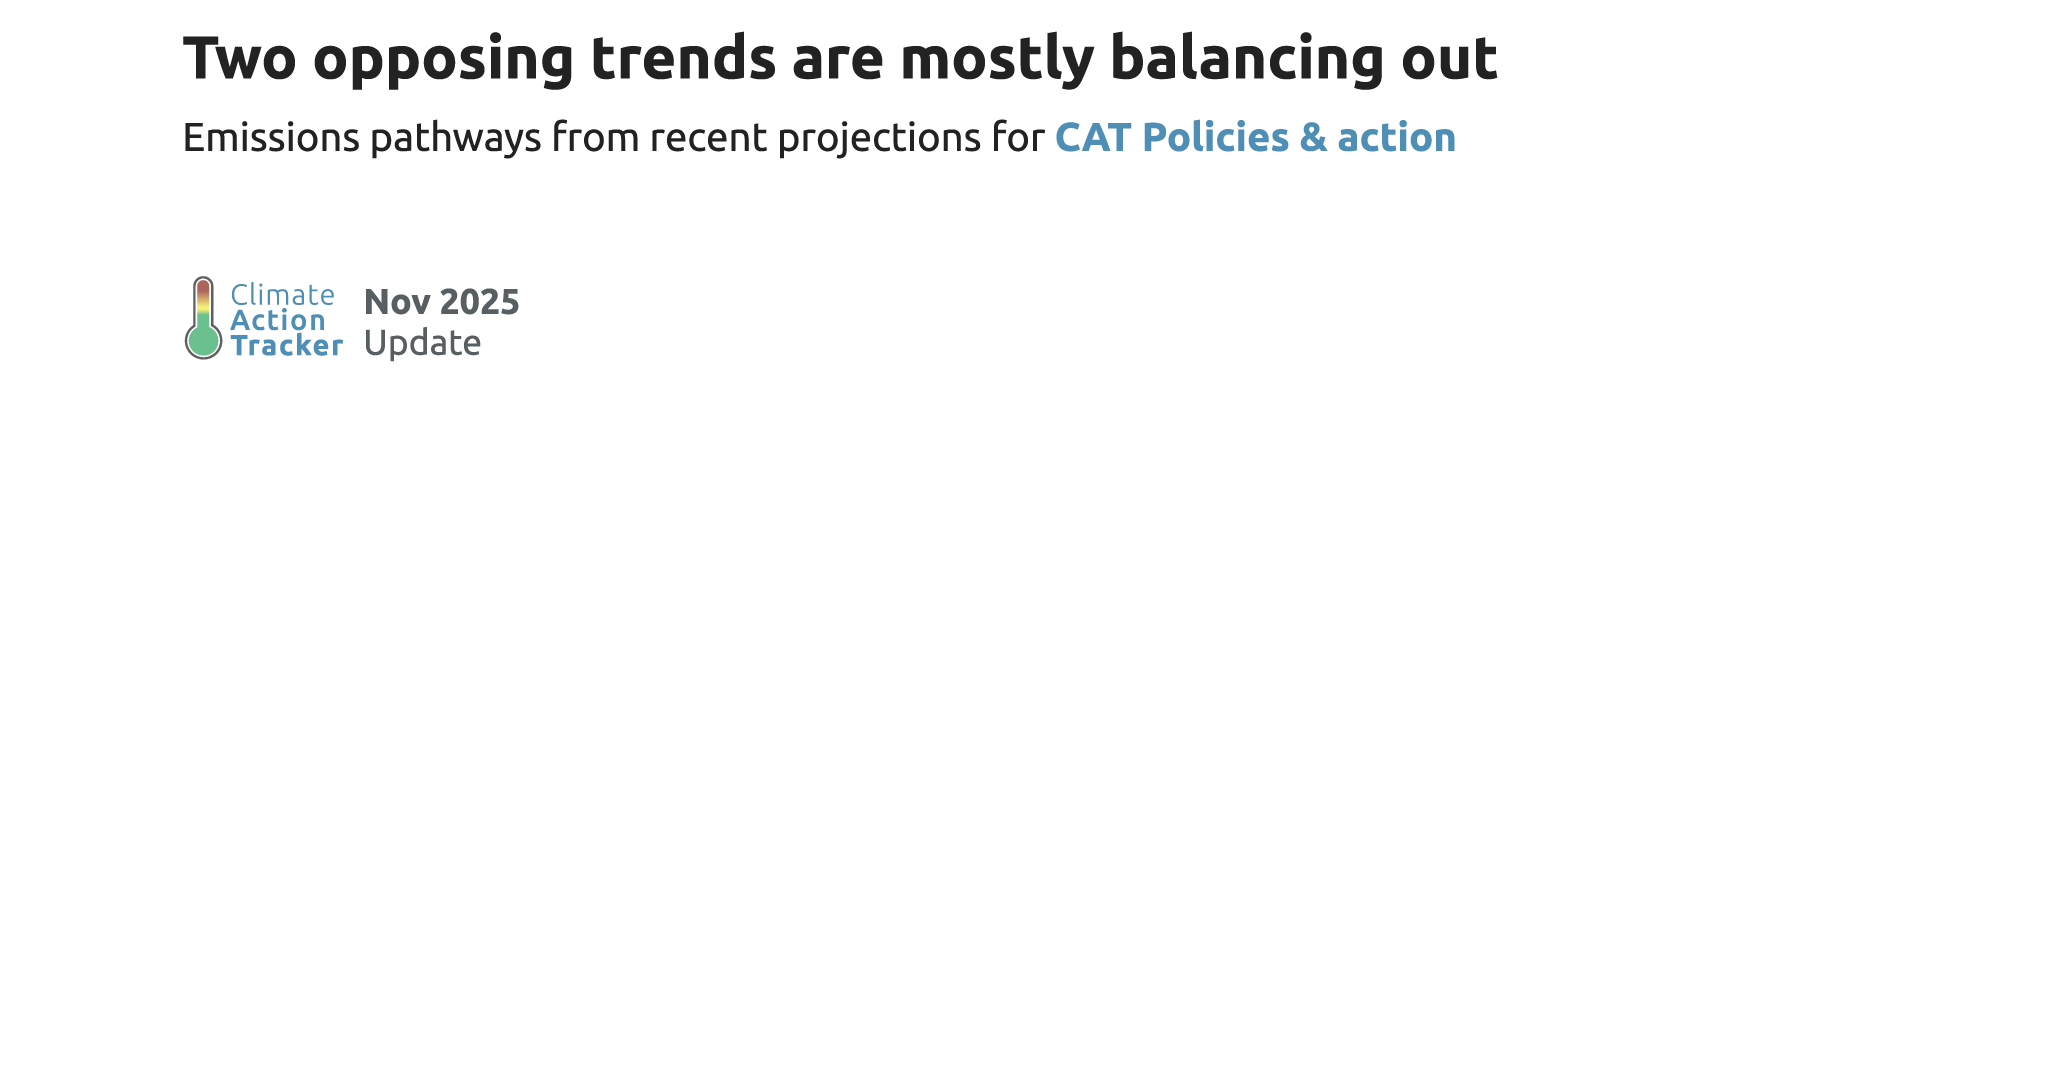 Two opposing trends are mostly balancing out
Emissions pathways from recent projections for CAT Policies & action
Climate
Action
Tracker
Nov 2025
Update